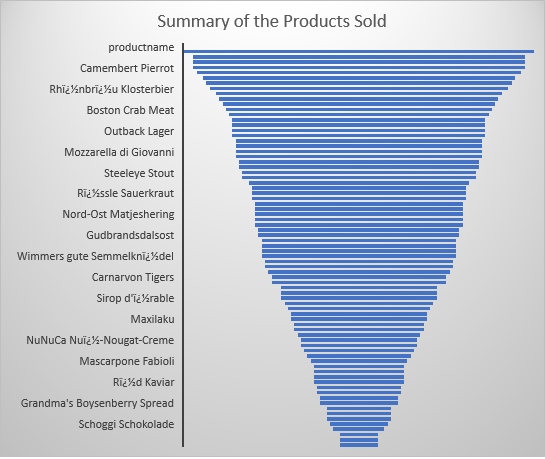 Summary of the Products Sold
productname
Camembert Pierrot
Rhï¿½nbrï¿½u Klosterbier
Boston Crab Meat
Outback Lager
Mozzarella di Giovanni
Steeleye Stout
Rï¿½ssle Sauerkraut
Nord-Ost Matjeshering
Gudbrandsdalsost
Wimmers gute Semmelknï¿½del
Carnarvon Tigers
Sirop d'ï¿½rable
Maxilaku
NuNuCa Nuï¿½-Nougat-Creme
Mascarpone Fabioli
Rï¿½d Kaviar
Grandma's Boysenberry Spread
Schoggi Schokolade